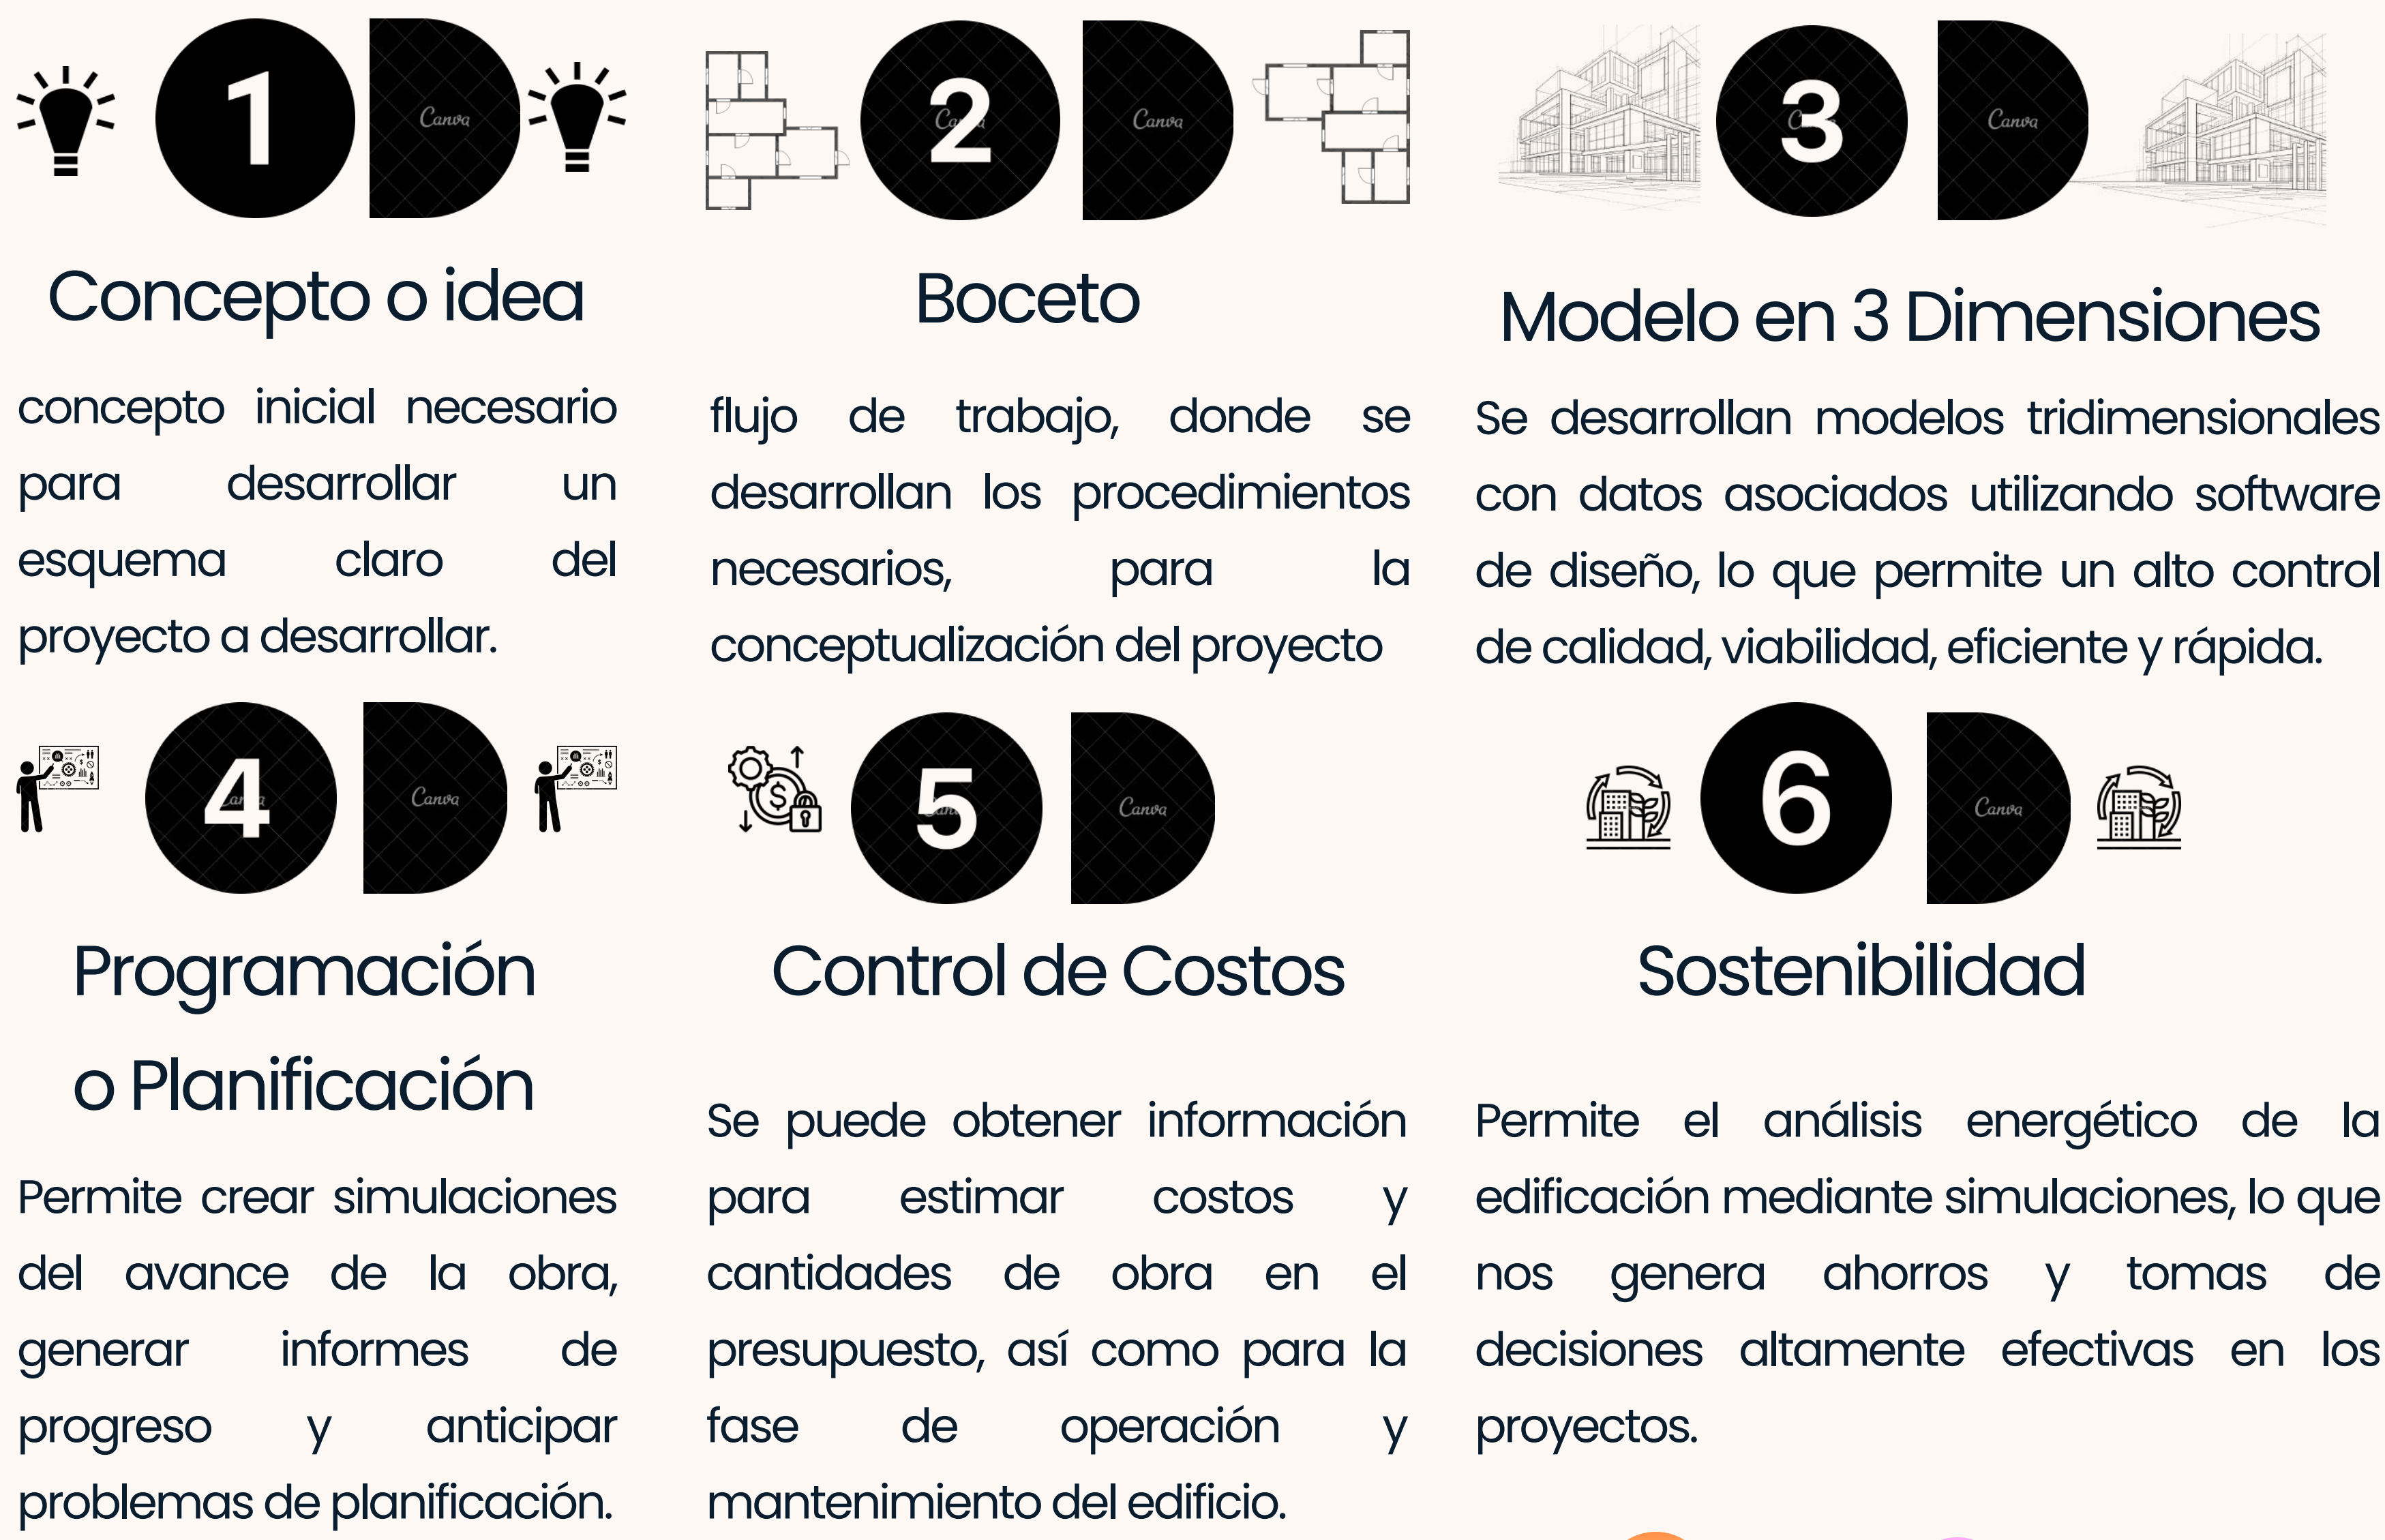 1
Canva
Canva
2
Canva
Canva
3
Canva
Concepto o idea
Boceto
Modelo en 3 Dimensiones
concepto inicial necesario
para desarrollar un
esquema claro del
proyecto a desarrollar.
flujo de trabajo, donde se
desarrollan los procedimientos
necesarios, para la
conceptualización del proyecto
Se desarrollan modelos tridimensionales
con datos asociados utilizando software
de diseño, lo que permite un alto control
de calidad, viabilidad, eficiente y rápida.
4
Canva
Canva
5
Canva
Canva
6
Canva
Programación
o Planificación
Control de Costos
Sostenibilidad
Permite crear simulaciones
del avance de la obra,
generar informes de
progreso y anticipar
problemas de planificación.
Se puede obtener información
para estimar costos y
cantidades de obra en el
presupuesto, así como para la
fase de operación y
mantenimiento del edificio.
Permite el análisis energético de la
edificación mediante simulaciones, lo que
nos genera ahorros y tomas de
decisiones altamente efectivas en los
proyectos.